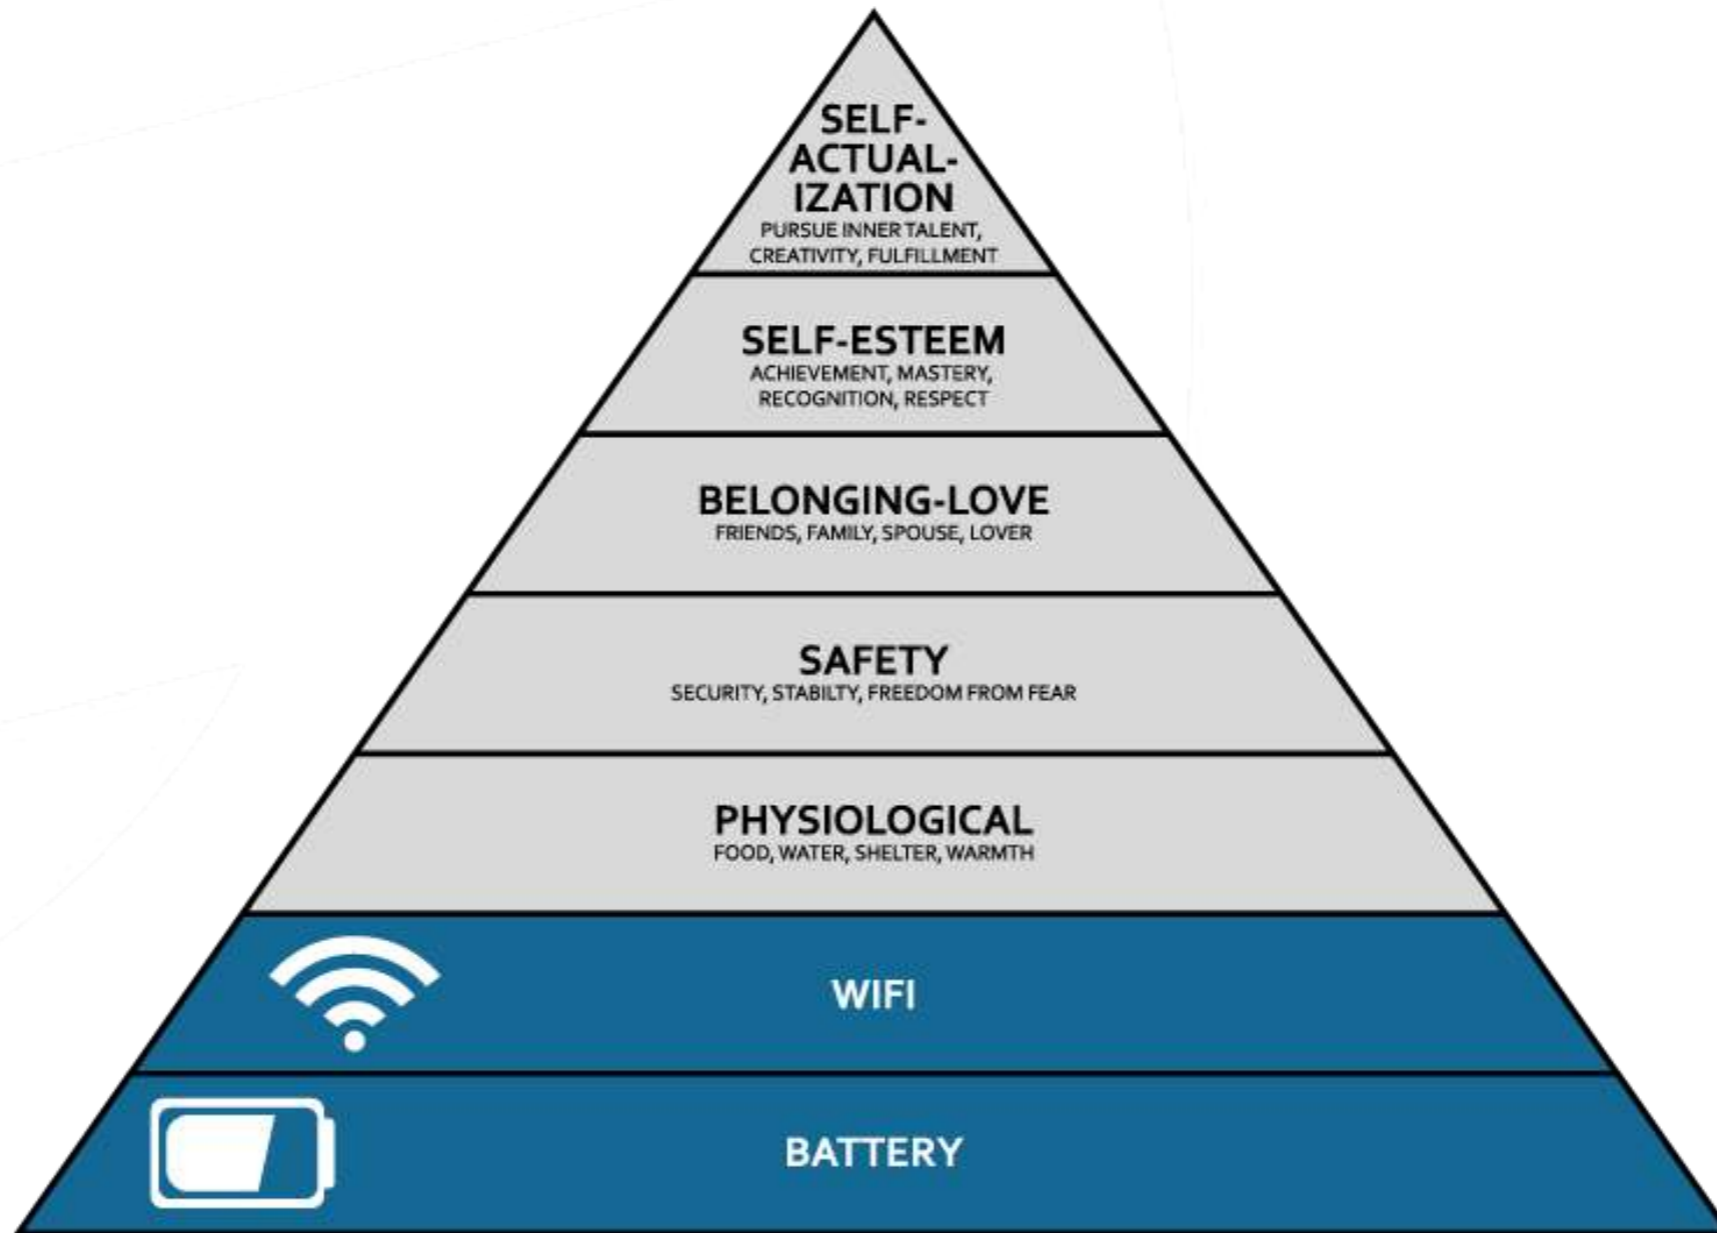 SELF-
ACTUAL-
IZATION
PURSUE INNER TALENT,
CREATIVITY, FULFILLMENT
SELF-ESTEEM
ACHIEVEMENT, MASTERY,
RECOGNITION, RESPECT
BELONGING-LOVE
FRIENDS, FAMILY, SPOUSE, LOVER
SAFETY
SECURITY, STABILTY, FREEDOM FROM FEAR
PHYSIOLOGICAL
FOOD, WATER, SHELTER, WARMTH
WIFI
BATTERY